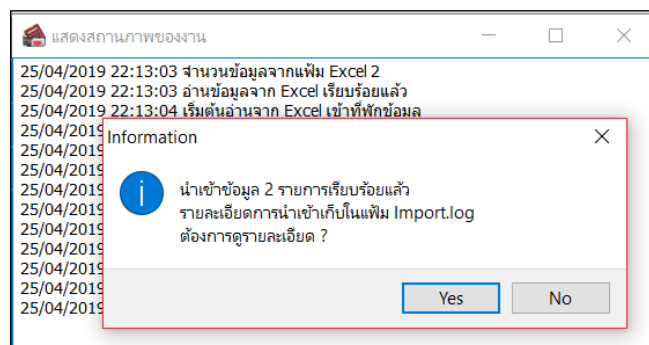 แสดงสถานภาพของงาน
25/04/2019 22:13:03 จำนวนข้อมูลจากแฟ้ม Excel 2
25/04/2019 22:13:03 อ่านข้อมูลจาก Excel เรียบร้อยแล้ว
25/04/2019 22:13:04 เริ่มต้นอ่านจาก Excel เข้าที่พักข้อมูล
25/04/2019
Information
25/04/2019
25/04/2019
25/04/2019
นำเข้าข้อมูล 2 รายการเรียบร้อยแล้ว
25/04/2019
รายละเอียดการนำเข้าเก็บในแฟ้ม Import.log
25/04/2019
ต้องการดูรายละเอียด ?
25/04/2019
25/04/2019
25/04/2019
Yes
No
25/04/2019